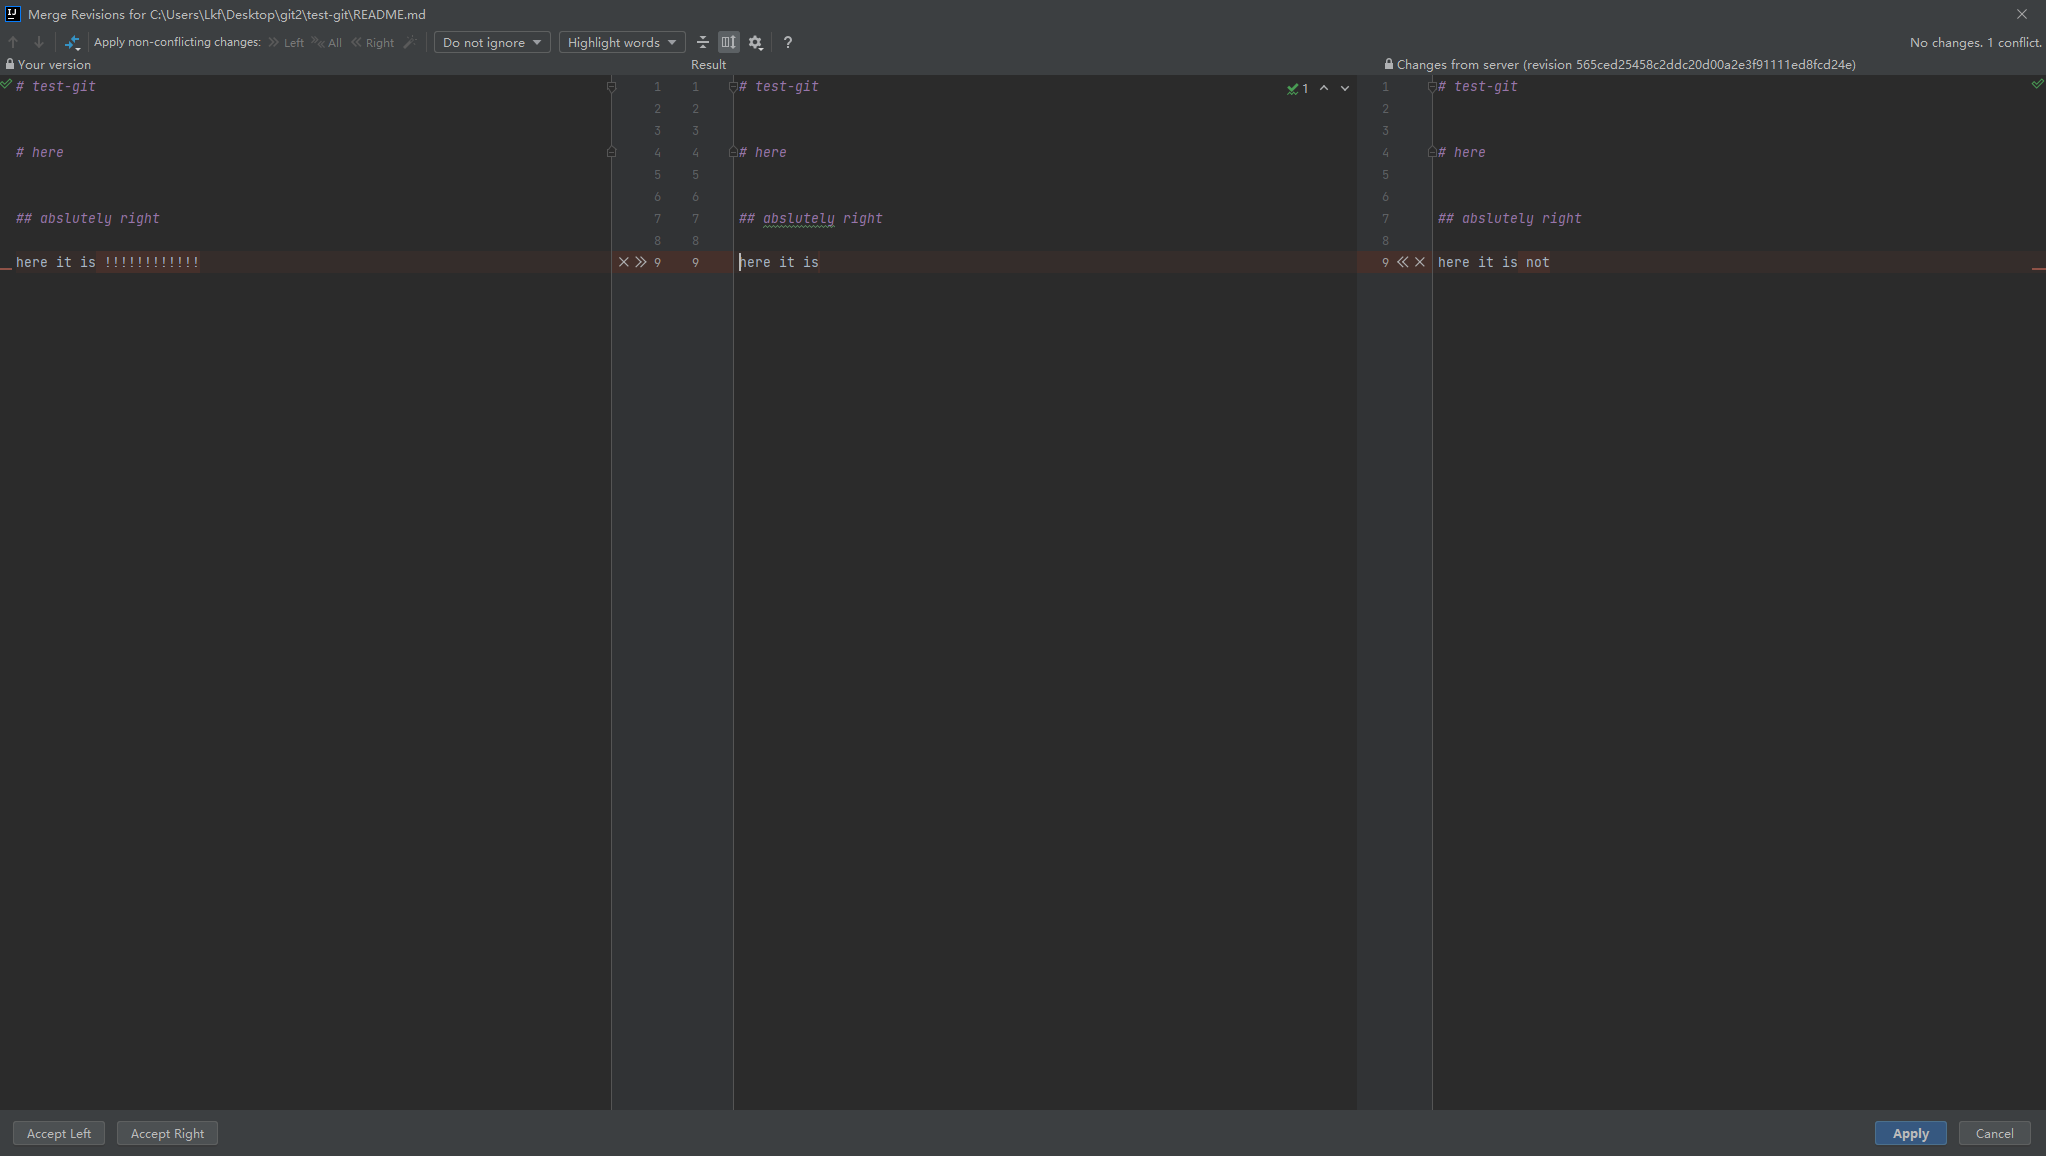 Merge Revisions for C:\Users\Lkf\Desktop\git2\test-git\README.md
Apply non-conflicting changes: Left All Right Do not ignore Highlight words ? No changes. 1 conflict.
Your version Result Changes from server (revision 565ced25458c2ddc20d00a2e3f91111ed8fcd24e)
# test-git 1 1 # test-git 1 1 # test-git
2 2 2
3 3 3
# here 4 4 # here 4 # here
5 5 5
6 6 6
## abslutely right 7 7 ## abslutely right 7 ## abslutely right
8 8 8
here it is !!!!!!!!!!!! 9 9 here it is 9 here it is not
Accept Left Accept Right Apply Cancel